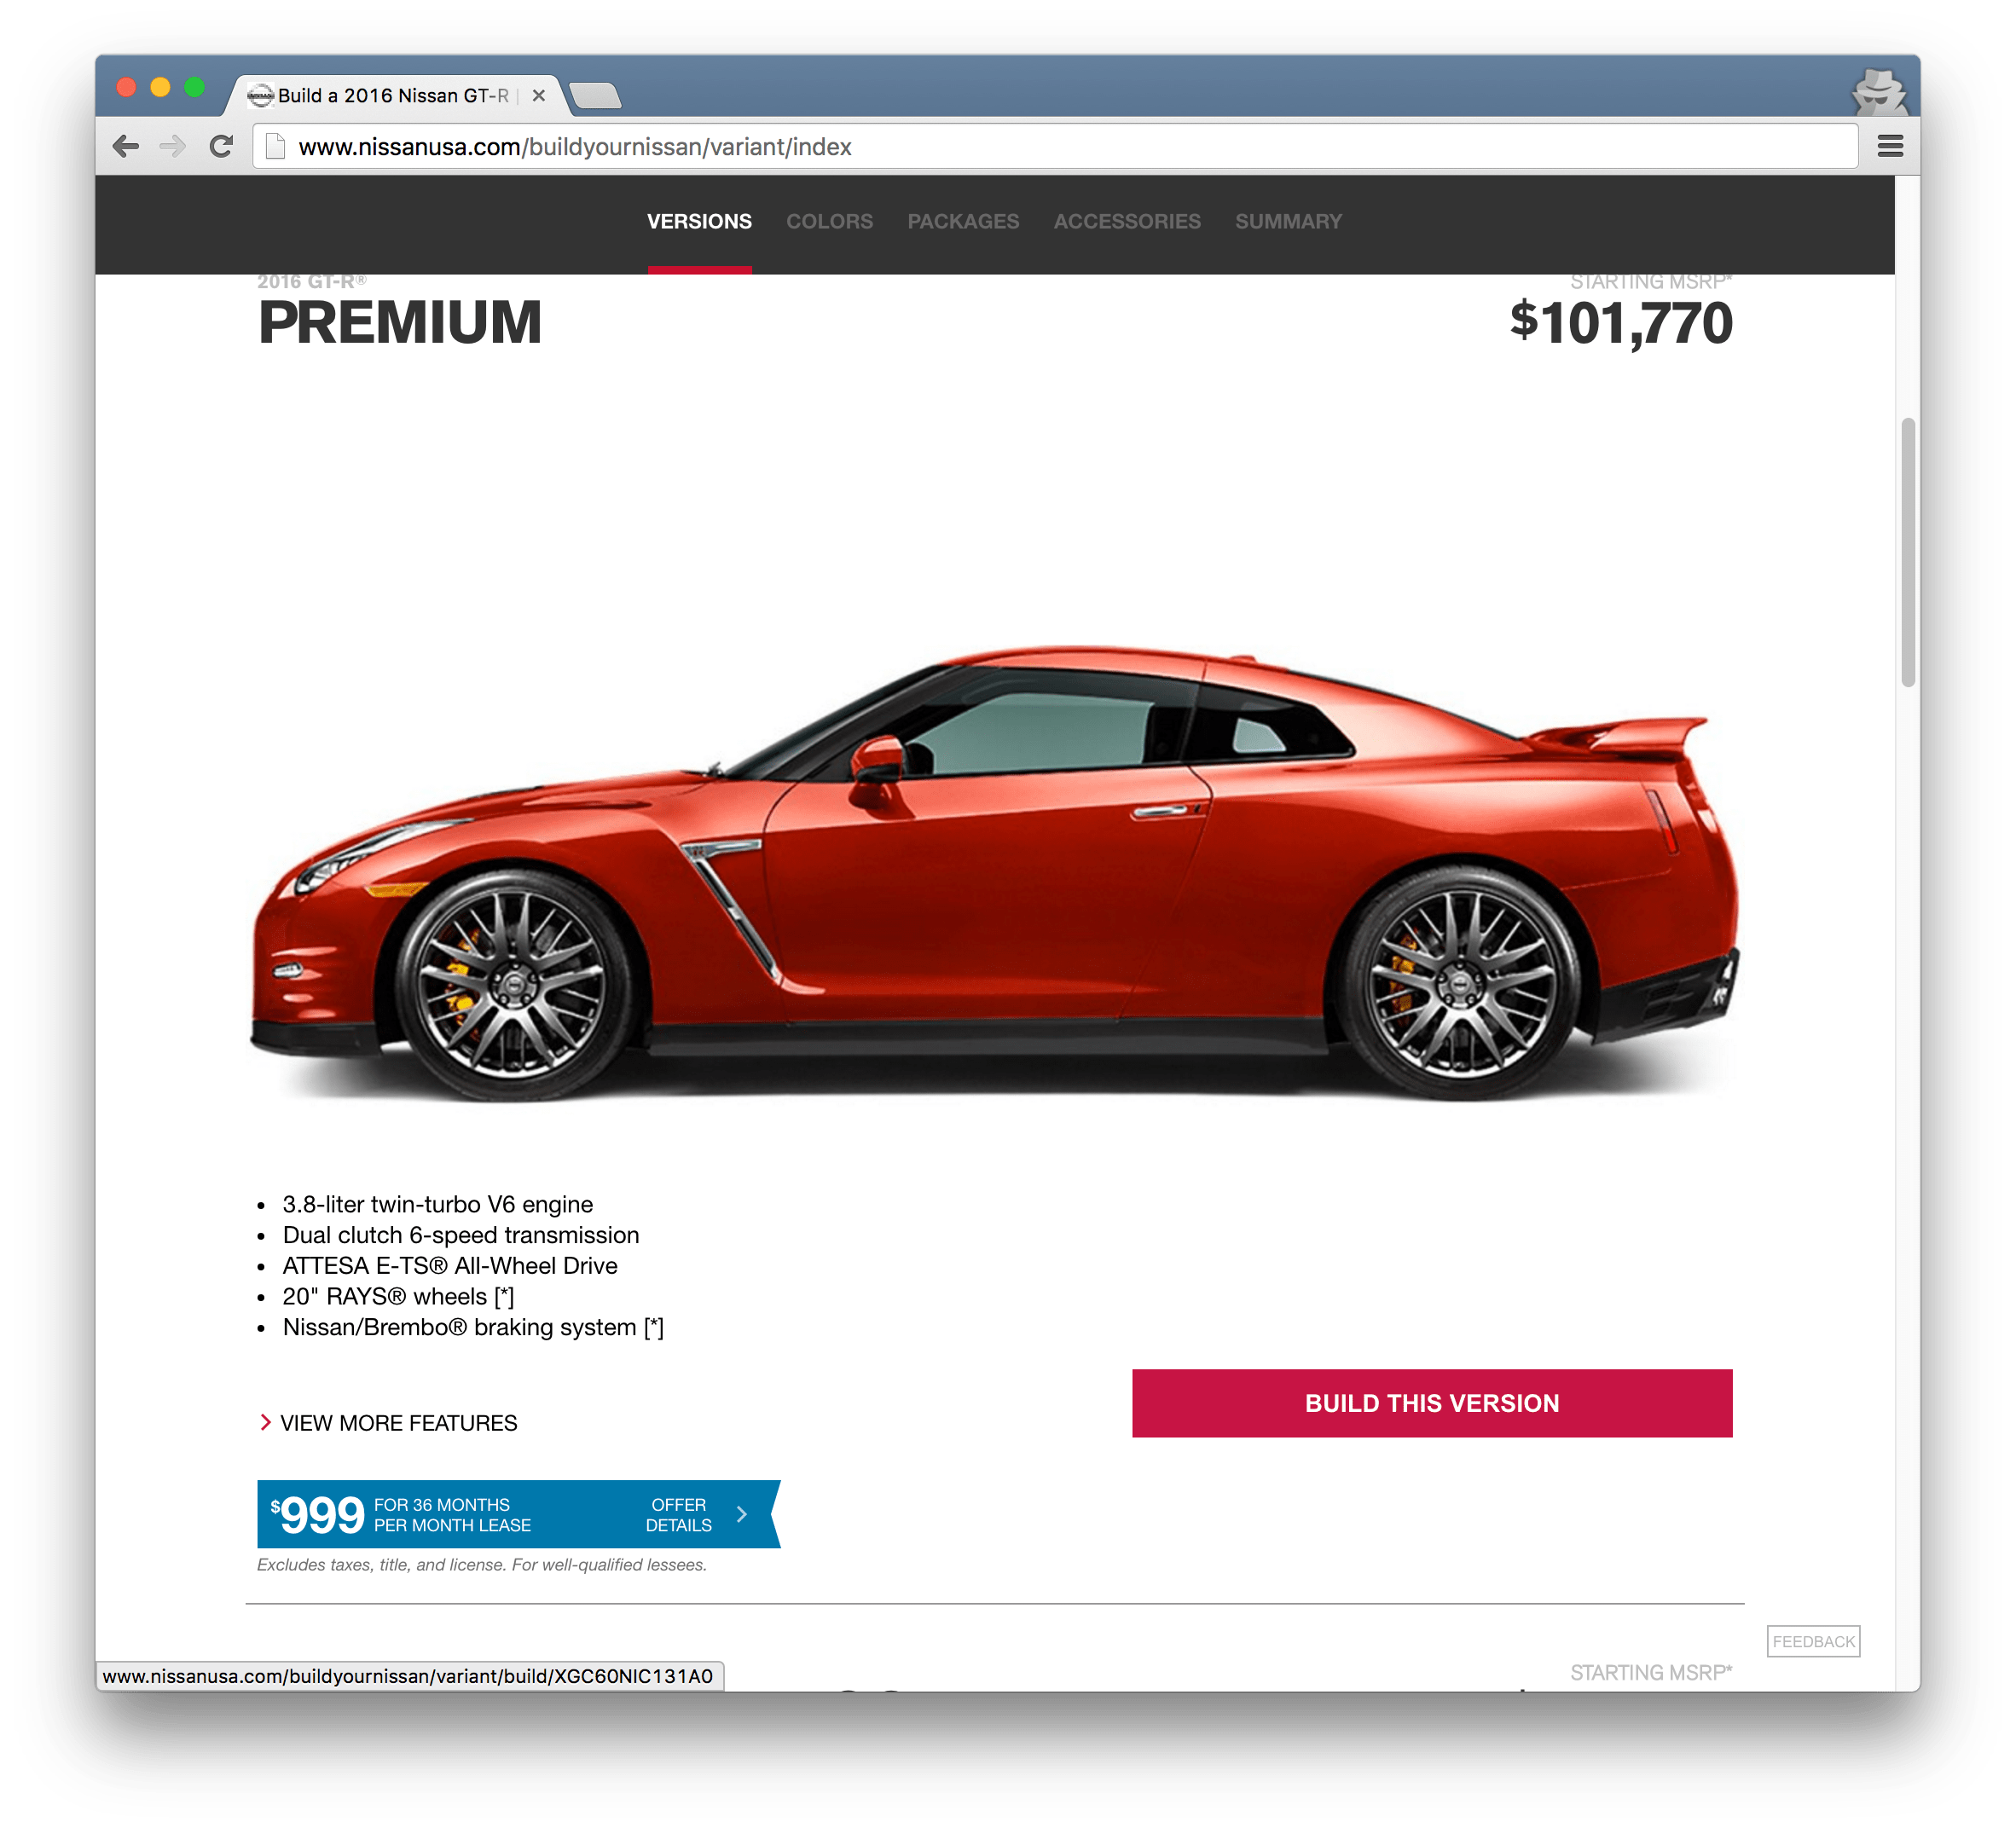 Build a 2016 Nissan GT-R |
www.nissanusa.com/buildyournissan/variant/index
VERSIONS COLORS PACKAGES ACCESSORIES SUMMARY
2016 GT-R®
STARTING MSRP*
PREMIUM
$101,770
• 3.8-liter twin-turbo V6 engine
• Dual clutch 6-speed transmission
• ATTESA E-TS® All-Wheel Drive
• 20" RAYS® wheels [*]
• Nissan/Brembo® braking system [*]
BUILD THIS VERSION
VIEW MORE FEATURES
$999 FOR 36 MONTHS
PER MONTH LEASE
OFFER
DETAILS
Excludes taxes, title, and license. For well-qualified lessees.
FEEDBACK
STARTING MSRP*
www.nissanusa.com/buildyournissan/variant/build/XGC60NIC131A0